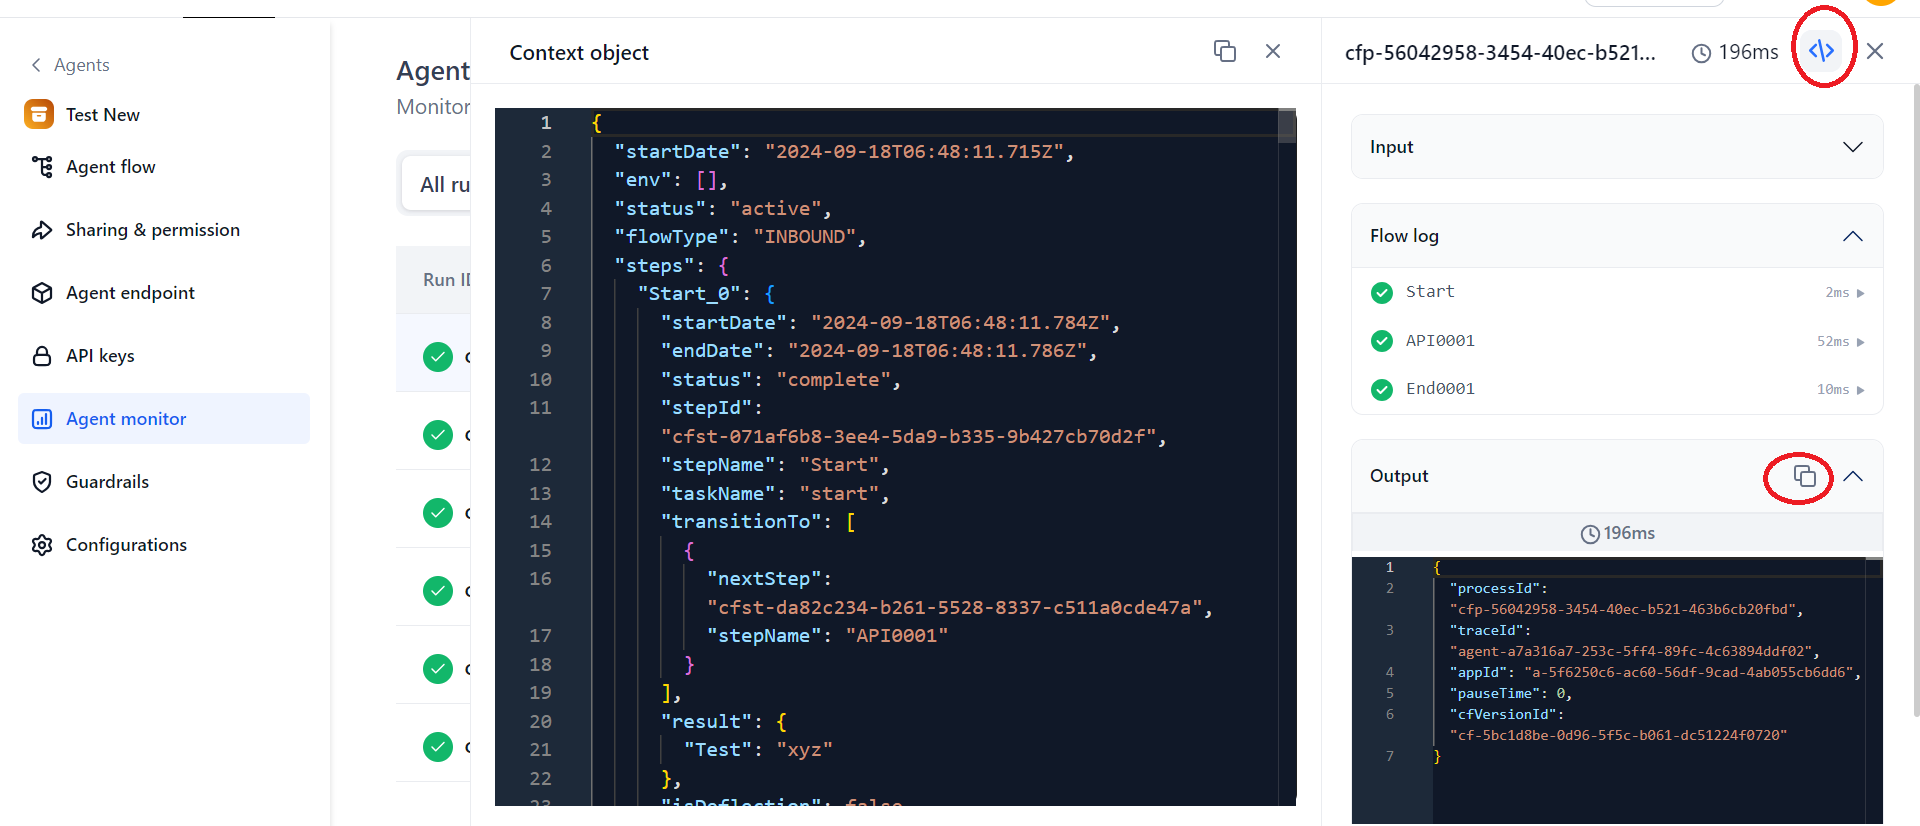 Agents
Test New
Agent flow
Sharing & permission
Agent endpoint
API keys
Agent monitor
Guardrails
Configurations
Agent
Monitor
All ru
Run ID
Context object
1 {
2 "startDate": "2024-09-18T06:48:11.715Z",
3 "env": [],
4 "status": "active",
5 "flowType": "INBOUND",
6 "steps": {
7 "Start_0": {
8 "startDate": "2024-09-18T06:48:11.784Z",
9 "endDate": "2024-09-18T06:48:11.786Z",
10 "status": "complete",
11 "stepId":
"cfst-071af6b8-3ee4-5da9-b335-9b427cb70d2f",
12 "stepName": "Start",
13 "taskName": "start",
14 "transitionTo": [
15 {
16 "nextStep":
"cfst-da82c234-b261-5528-8337-c511a0cde47a",
17 "stepName": "API0001"
18 }
19 ],
20 "result": {
21 "Test": "xyz"
22 },
23 "isDeflection": false
cfp-56042958-3454-40ec-b521... 196ms </>
Input
Flow log
Start 2ms
API0001 52ms
End0001 10ms
Output
196ms
1 {
2 "processId":
"cfp-56042958-3454-40ec-b521-463b6cb20fbd",
3 "traceId":
"agent-a7a316a7-253c-5ff4-89fc-4c63894ddf02",
4 "appId": "a-5f6250c6-ac60-56df-9cad-4ab055cb6dd6",
5 "pauseTime": 0,
6 "cfVersionId":
"cf-5bc1d8be-0d96-5f5c-b061-dc51224f0720"
7 }